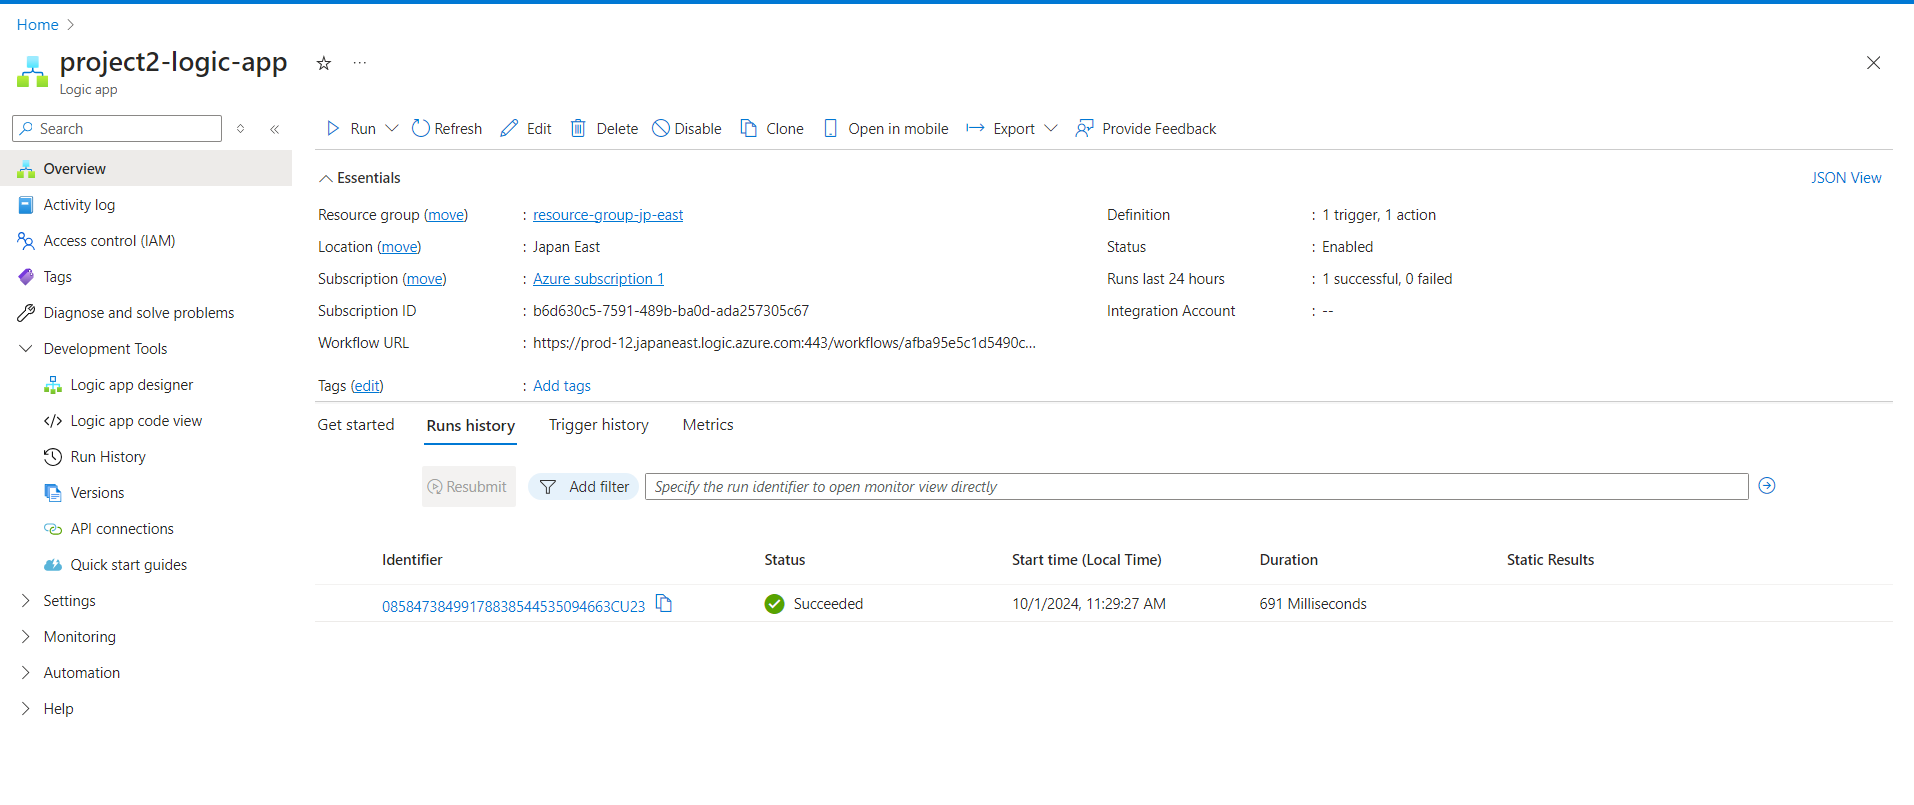 Home
project2-logic-app
Logic app
Search
Run
Refresh
Edit
Delete
Disable
Clone
Open in mobile
Export
Provide Feedback
Overview
Activity log
Access control (IAM)
Tags
Diagnose and solve problems
Development Tools
Logic app designer
Logic app code view
Run History
Versions
API connections
Quick start guides
Settings
Monitoring
Automation
Help
Essentials
JSON View
Resource group (move) : resource-group-jp-east
Location (move) : Japan East
Subscription (move) : Azure subscription 1
Subscription ID : b6d630c5-7591-489b-ba0d-ada257305c67
Workflow URL : https://prod-12.japaneast.logic.azure.com:443/workflows/afba95e5c1d5490c...
Definition : 1 trigger, 1 action
Status : Enabled
Runs last 24 hours : 1 successful, 0 failed
Integration Account : --
Tags (edit) : Add tags
Get started Runs history Trigger history Metrics
Resubmit Add filter Specify the run identifier to open monitor view directly
Identifier Status Start time (Local Time) Duration Static Results
08584738499178838544535094663CU23 Succeeded 10/1/2024, 11:29:27 AM 691 Milliseconds